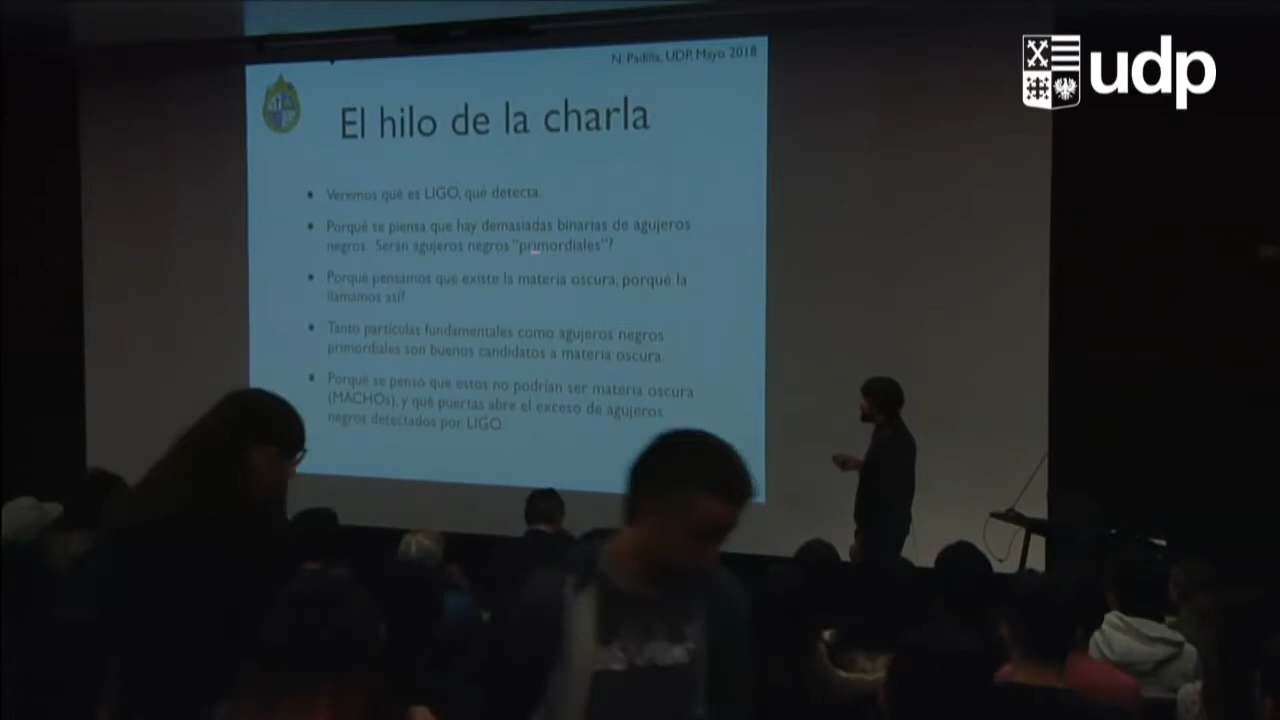 N. Padilla, UDP, Mayo 2018
udp
El hilo de la charla
• Veremos qué es LIGO, qué detecta.
• Porqué se piensa que hay demasiadas binarias de agujeros
negros. Serán agujeros negros "primordiales"?
• Porqué pensamos que existe la materia oscura, porqué la
llamamos así?
• Tanto partículas fundamentales como agujeros negros
primordiales son buenos candidatos a materia oscura.
• Porqué se pensó que estos no podrían ser materia oscura
(MACHOs), y qué puertas abre el exceso de agujeros
negros detectados por LIGO.